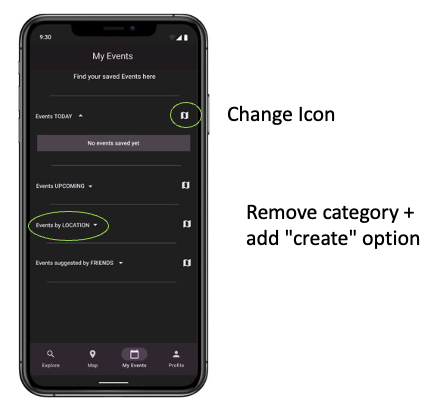 9:30
My Events
Find your saved Events here
Events TODAY
Change Icon
No events saved yet
Events UPCOMING
Events by LOCATION
Remove category +
add "create" option
Events suggested by FRIENDS
Explore Map My Events Profile